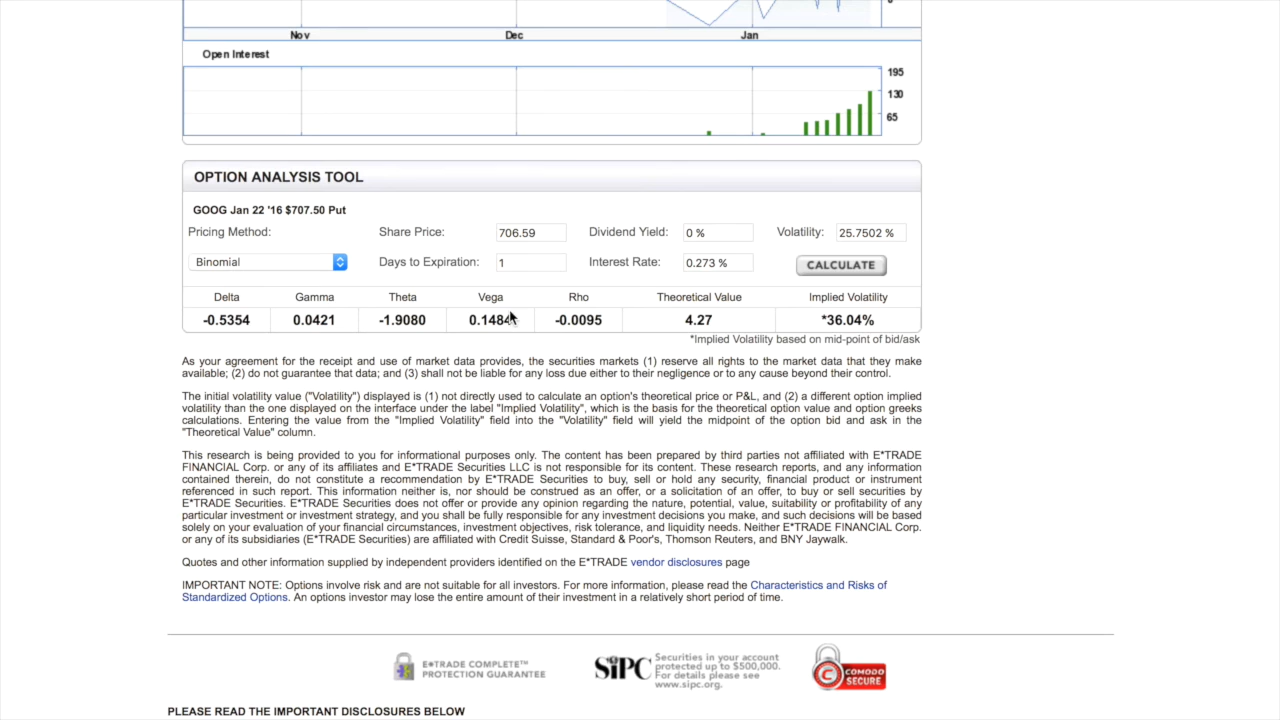 Nov Dec Jan
Open Interest
195
130
65
OPTION ANALYSIS TOOL
GOOG Jan 22 '16 $707.50 Put
Pricing Method: Share Price: 706.59 Dividend Yield: 0 % Volatility: 25.7502 %
Binomial Days to Expiration: 1 Interest Rate: 0.273 % CALCULATE
Delta Gamma Theta Vega Rho Theoretical Value Implied Volatility
-0.5354 0.0421 -1.9080 0.1484 -0.0095 4.27 *36.04%
*Implied Volatility based on mid-point of bid/ask
As your agreement for the receipt and use of market data provides, the securities markets (1) reserve all rights to the market data that they make
available; (2) do not guarantee that data; and (3) shall not be liable for any loss due either to their negligence or to any cause beyond their control.
The initial volatility value ("Volatility") displayed is (1) not directly used to calculate an option's theoretical price or P&L, and (2) a different option implied
volatility than the one displayed on the interface under the label "Implied Volatility", which is the basis for the theoretical option value and option greeks
calculations. Entering the value from the "Implied Volatility" field into the "Volatility" field will yield the midpoint of the option bid and ask in the
"Theoretical Value" column.
This research is being provided to you for informational purposes only. The content has been prepared by third parties not affiliated with E*TRADE
FINANCIAL Corp. or any of its affiliates and E*TRADE Securities LLC is not responsible for its content. These research reports, and any information
contained therein, do not constitute a recommendation by E*TRADE Securities to buy, sell or hold any security, financial product or instrument
referenced in such report. This information neither is, nor should be construed as an offer, or a solicitation of an offer, to buy or sell securities by
E*TRADE Securities. E*TRADE Securities does not offer or provide any opinion regarding the nature, potential, value, suitability or profitability of any
particular investment or investment strategy, and you shall be fully responsible for any investment decisions you make, and such decisions will be based
solely on your evaluation of your financial circumstances, investment objectives, risk tolerance, and liquidity needs. Neither E*TRADE FINANCIAL Corp.
or any of its subsidiaries (E*TRADE Securities) are affiliated with Credit Suisse, Standard & Poor's, Thomson Reuters, and BNY Jaywalk.
Quotes and other information supplied by independent providers identified on the E*TRADE vendor disclosures page
IMPORTANT NOTE: Options involve risk and are not suitable for all investors. For more information, please read the Characteristics and Risks of
Standardized Options. An options investor may lose the entire amount of their investment in a relatively short period of time.
E*TRADE COMPLETE™
PROTECTION GUARANTEE
SiPC
Securities in your account
protected up to $500,000.
For details please see
www.sipc.org.
COMODO
SECURE
PLEASE READ THE IMPORTANT DISCLOSURES BELOW